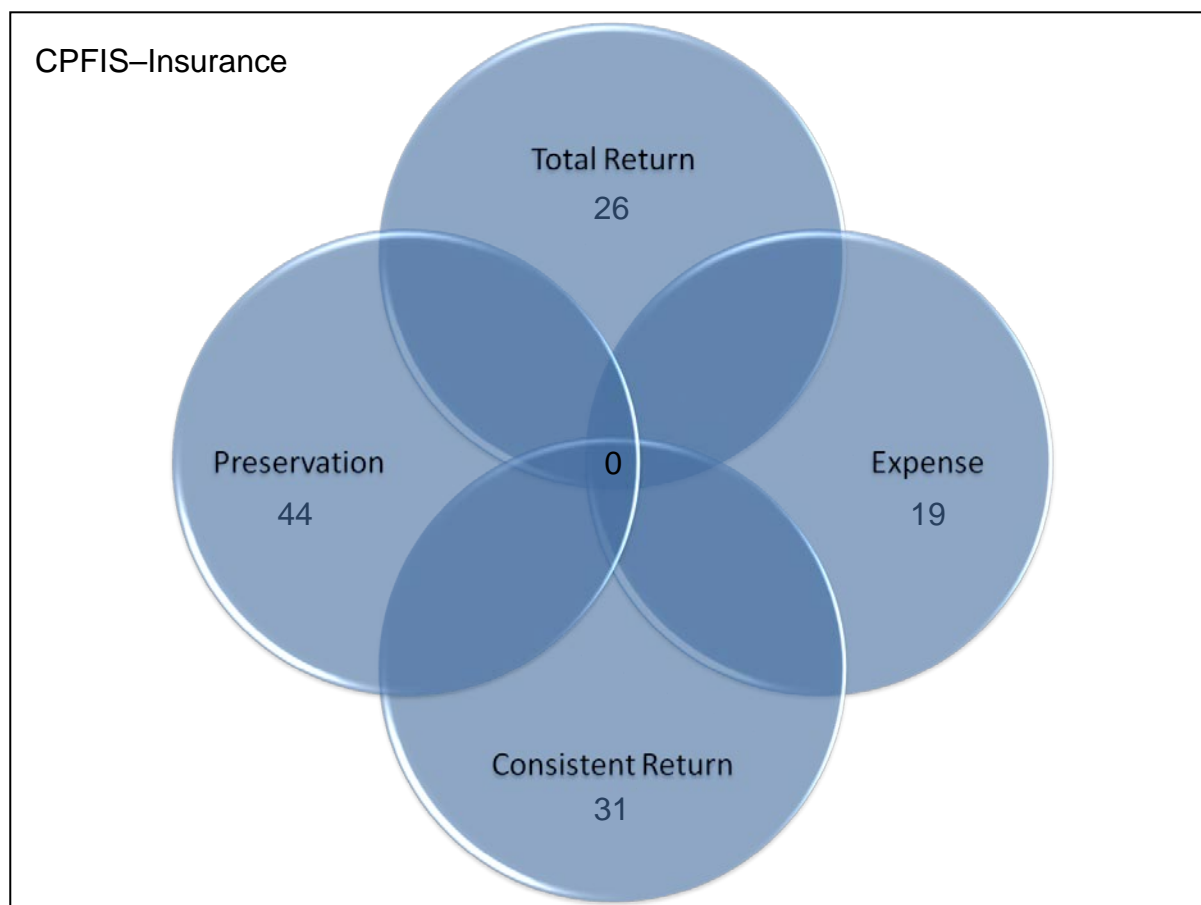 CPFIS–Insurance
Total Return
26
Preservation
44
0
Expense
19
Consistent Return
31